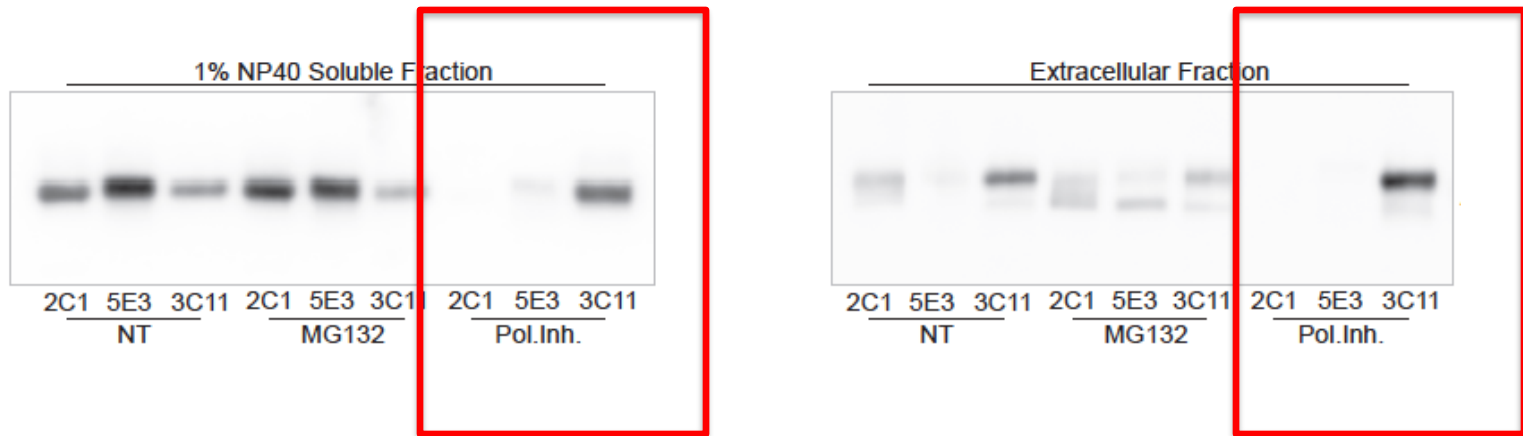 1% NP40 Soluble Fraction
2C1 5E3 3C11 2C1 5E3 3C11 2C1 5E3 3C11
NT MG132 Pol.Inh.
Extracellular Fraction
2C1 5E3 3C11 2C1 5E3 3C11 2C1 5E3 3C11
NT MG132 Pol.Inh.